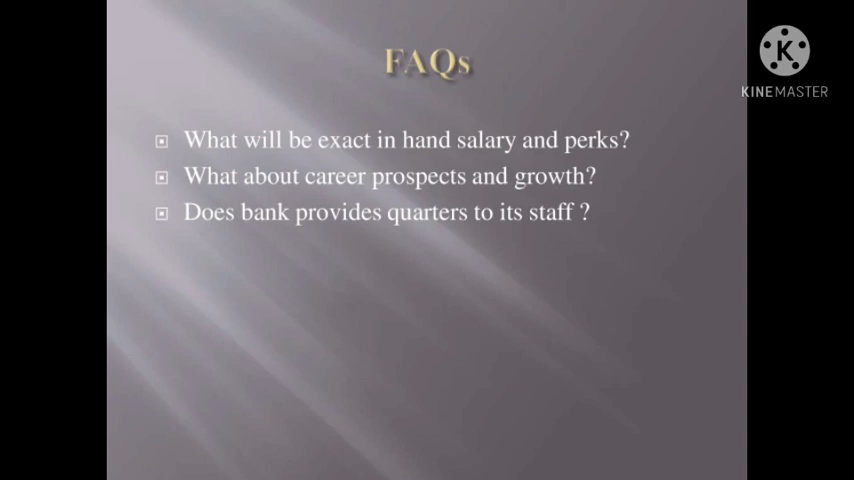 FAQs
K
KINEMASTER
What will be exact in hand salary and perks?
What about career prospects and growth?
Does bank provides quarters to its staff ?